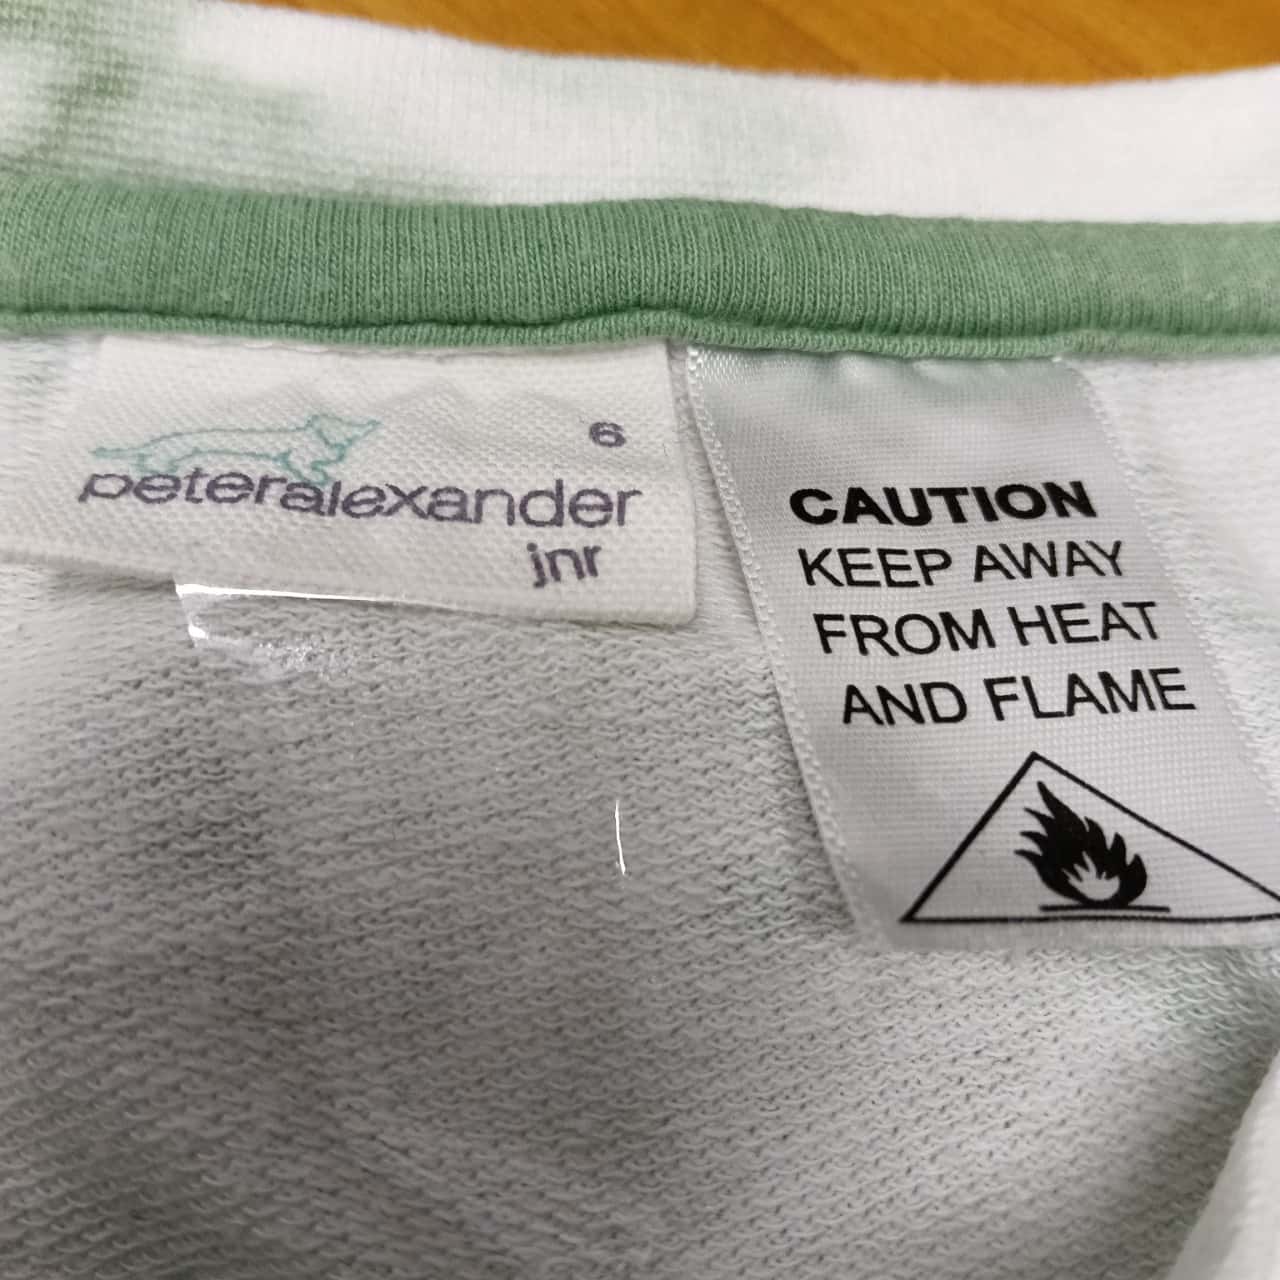 6
peteralexander
jnr
CAUTION
KEEP AWAY
FROM HEAT
AND FLAME